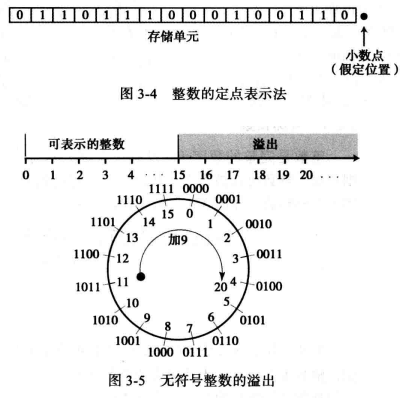 0 1 1 0 1 1 1 0 0 0 1 0 0 1 1 0
存储单元
小数点
（假定位置）
图 3-4 整数的定点表示法
可表示的整数 溢出
0 1 2 3 4 ··· 15 16 17 18 19 20 ···
1111 0000
1110 15 0 0001
1101 14 1 0010
13 加9 2
1100 12 3 0011
1011 11 20 4 0100
1010 10 5 0101
9 8 7 6
1001 1000 0111 0110
图 3-5 无符号整数的溢出